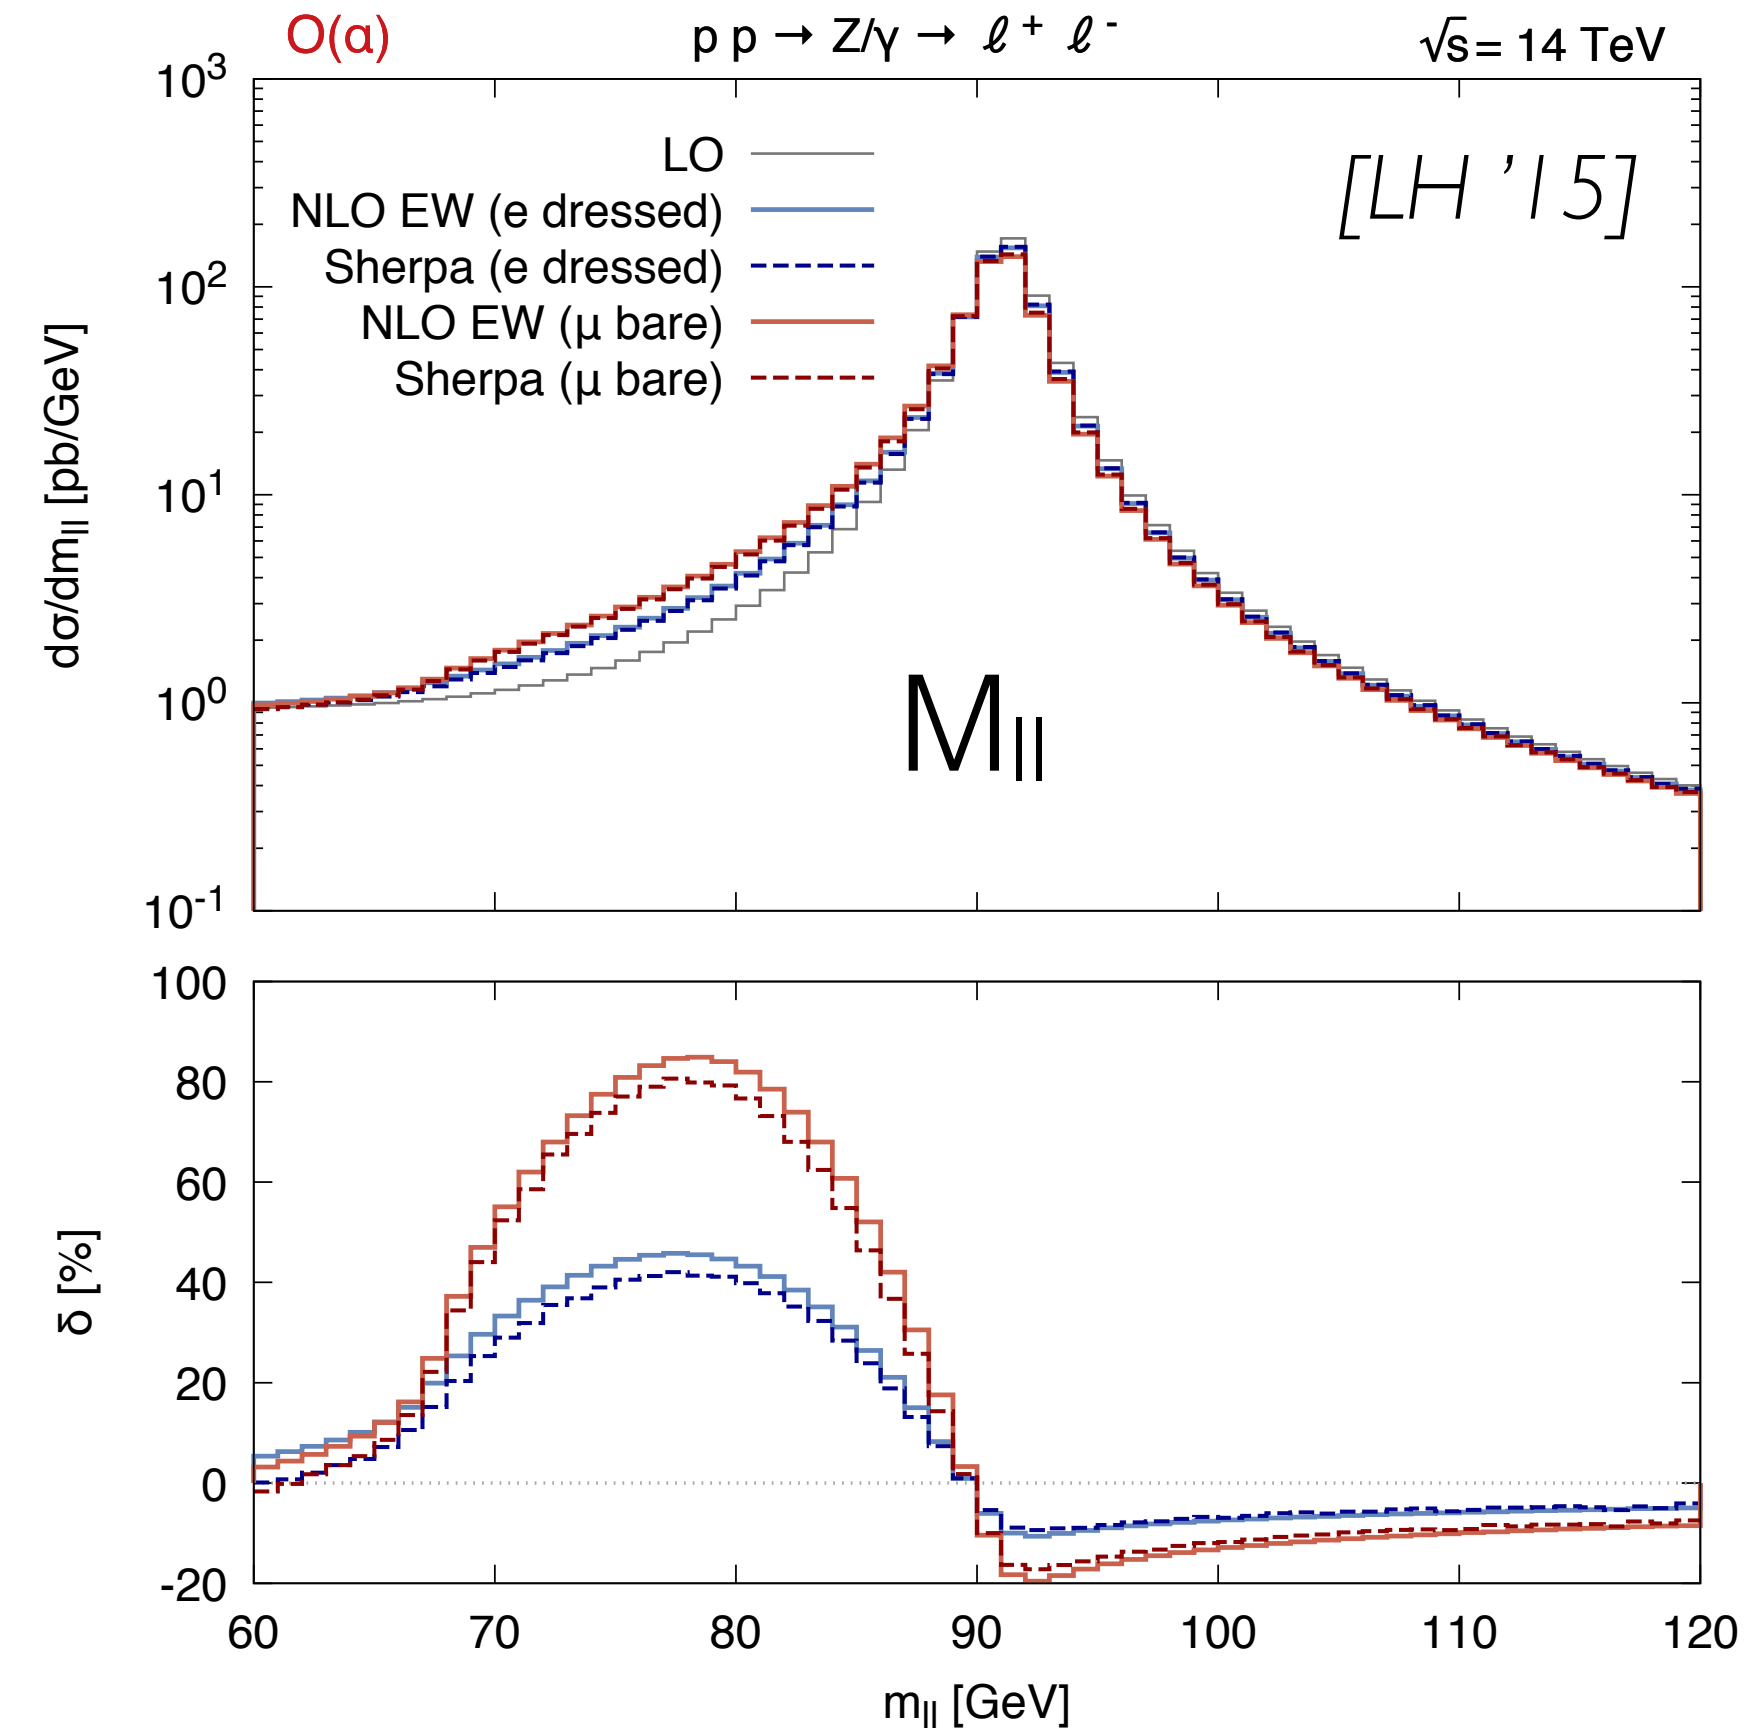 O(α) p p → Z/γ → ℓ⁺ ℓ⁻ √s = 14 TeV
10³
LO
[LH ’15]
NLO EW (e dressed)
Sherpa (e dressed)
10²
NLO EW (μ bare)
Sherpa (μ bare)
dσ/dm_ll [pb/GeV]
10¹
10⁰
M_ll
10⁻¹
100
80
60
40
20
0
-20
δ [%]
60 70 80 90 100 110 120
m_ll [GeV]